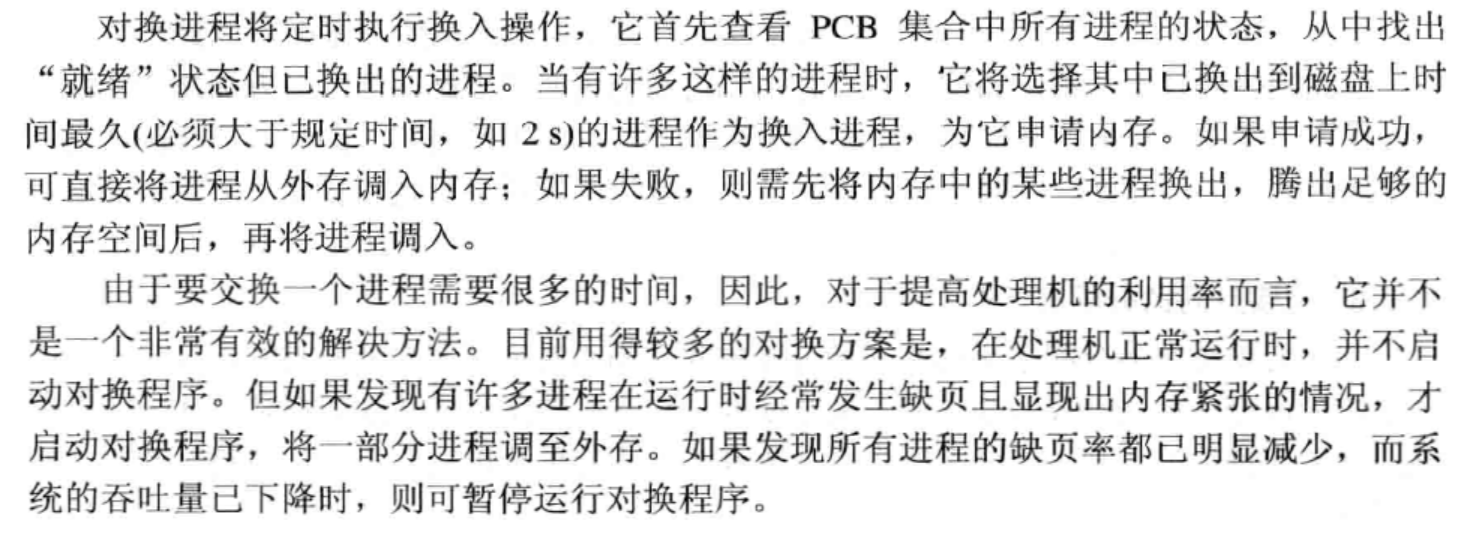 对换进程将定时执行换入操作，它首先查看 PCB 集合中所有进程的状态，从中找出
“就绪”状态但已换出的进程。当有许多这样的进程时，它将选择其中已换出到磁盘上时
间最久(必须大于规定时间，如 2 s)的进程作为换入进程，为它申请内存。如果申请成功，
可直接将进程从外存调入内存；如果失败，则需先将内存中的某些进程换出，腾出足够的
内存空间后，再将进程调入。
由于要交换一个进程需要很多的时间，因此，对于提高处理机的利用率而言，它并不
是一个非常有效的解决方法。目前用得较多的对换方案是，在处理机正常运行时，并不启
动对换程序。但如果发现有许多进程在运行时经常发生缺页且显现出内存紧张的情况，才
启动对换程序，将一部分进程调至外存。如果发现所有进程的缺页率都已明显减少，而系
统的吞吐量已下降时，则可暂停运行对换程序。